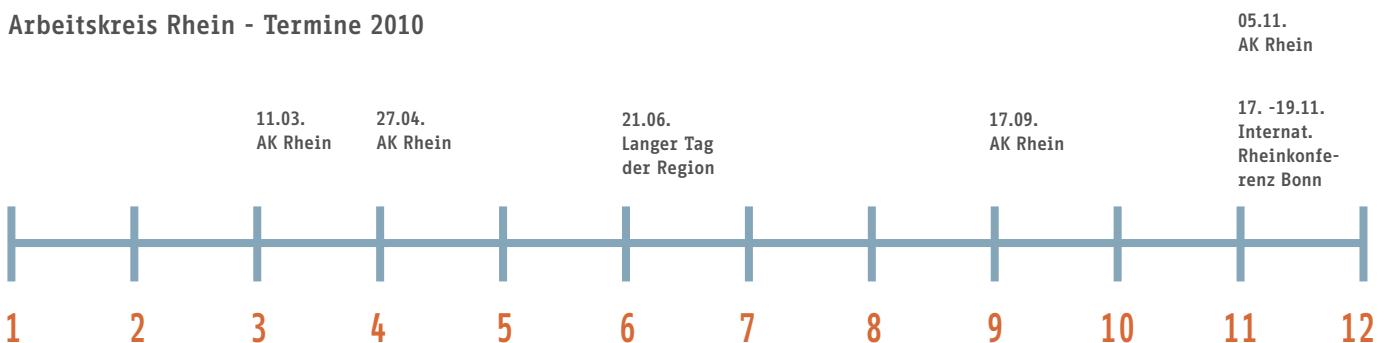 Arbeitskreis Rhein - Termine 2010
11.03.
AK Rhein
27.04.
AK Rhein
21.06.
Langer Tag
der Region
17.09.
AK Rhein
05.11.
AK Rhein
17. -19.11.
Internat.
Rheinkonfe-
renz Bonn
1
2
3
4
5
6
7
8
9
10
11
12